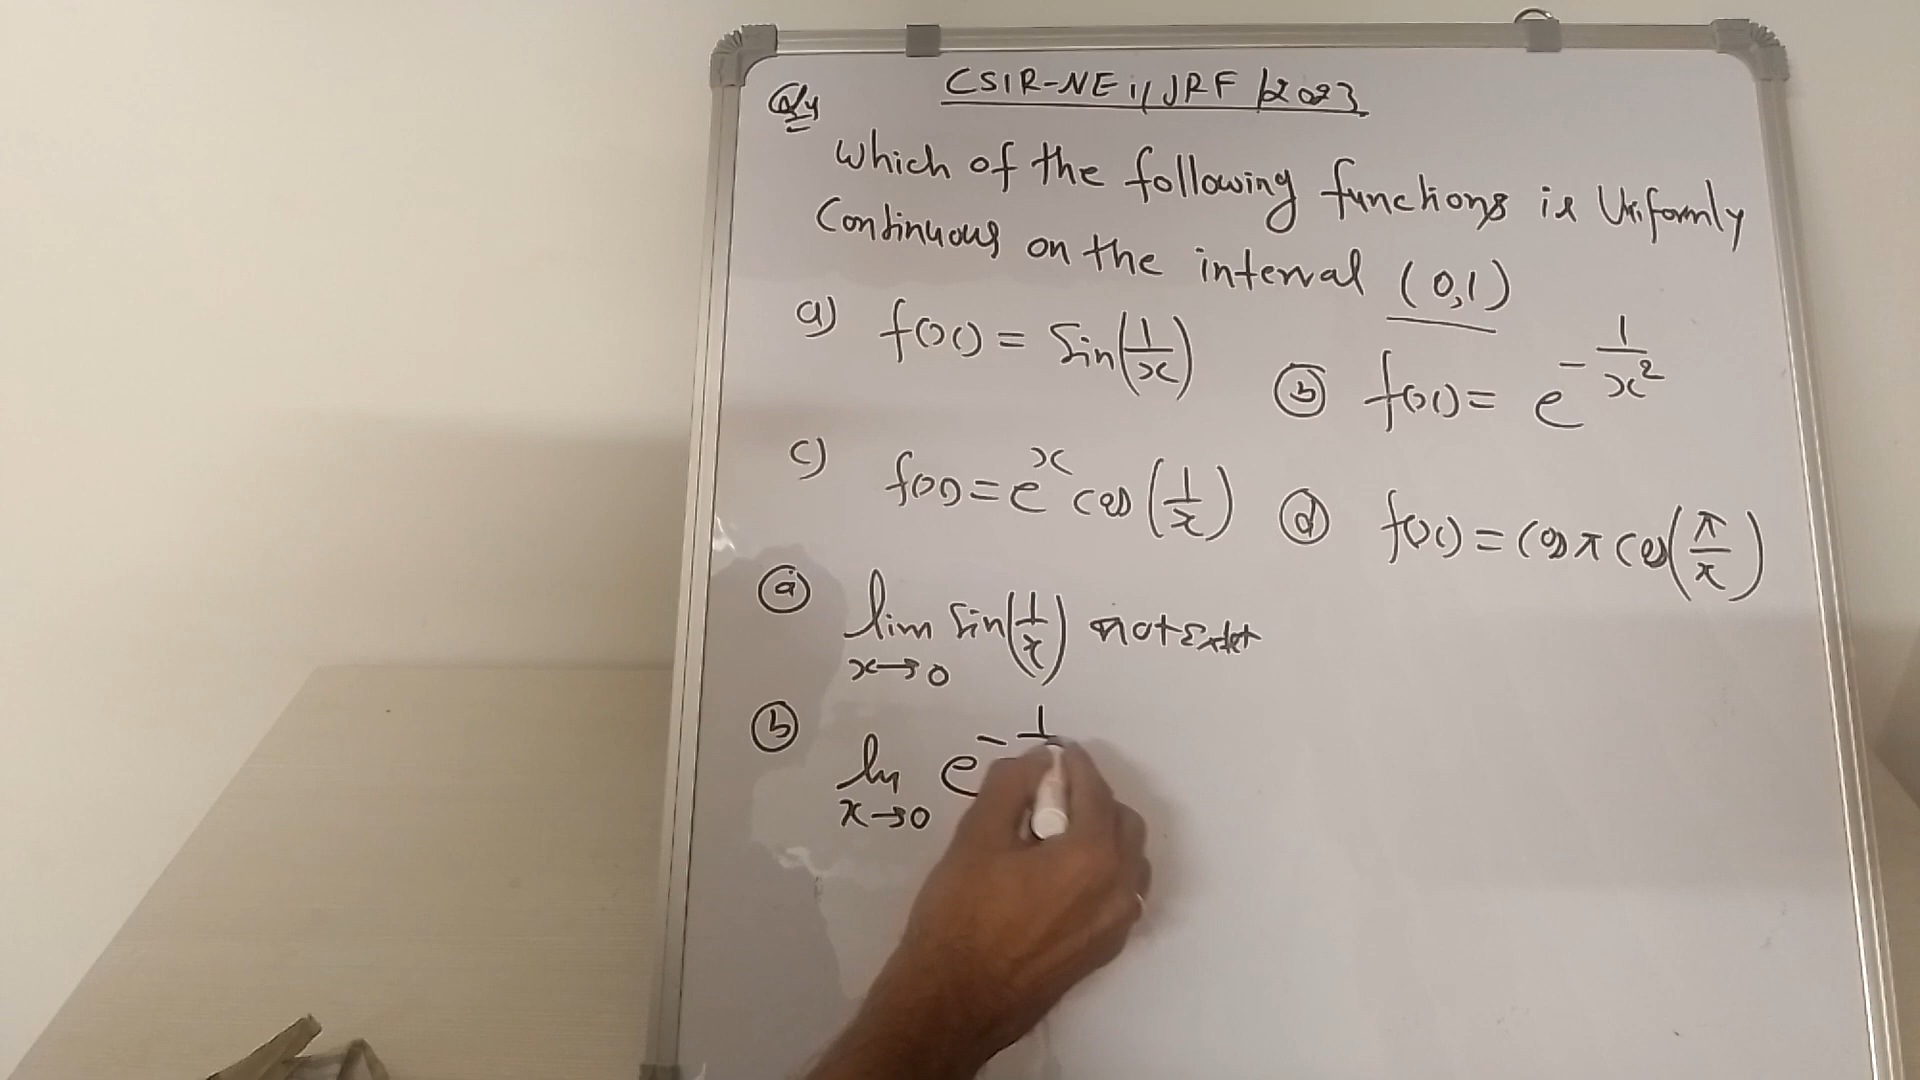 Q4 CSIR-NET/JRF/2023
Which of the following functions is Uniformly
Continuous on the interval (0,1)
a) f(x) = Sin(1/x) b) f(x) = e^{-1/x^2}
c) f(x) = e^x cos(1/x) d) f(x) = Cos x Cos(π/x)
a) lim x→0 Sin(1/x) not Exist
b) lim x→0 e^{-1